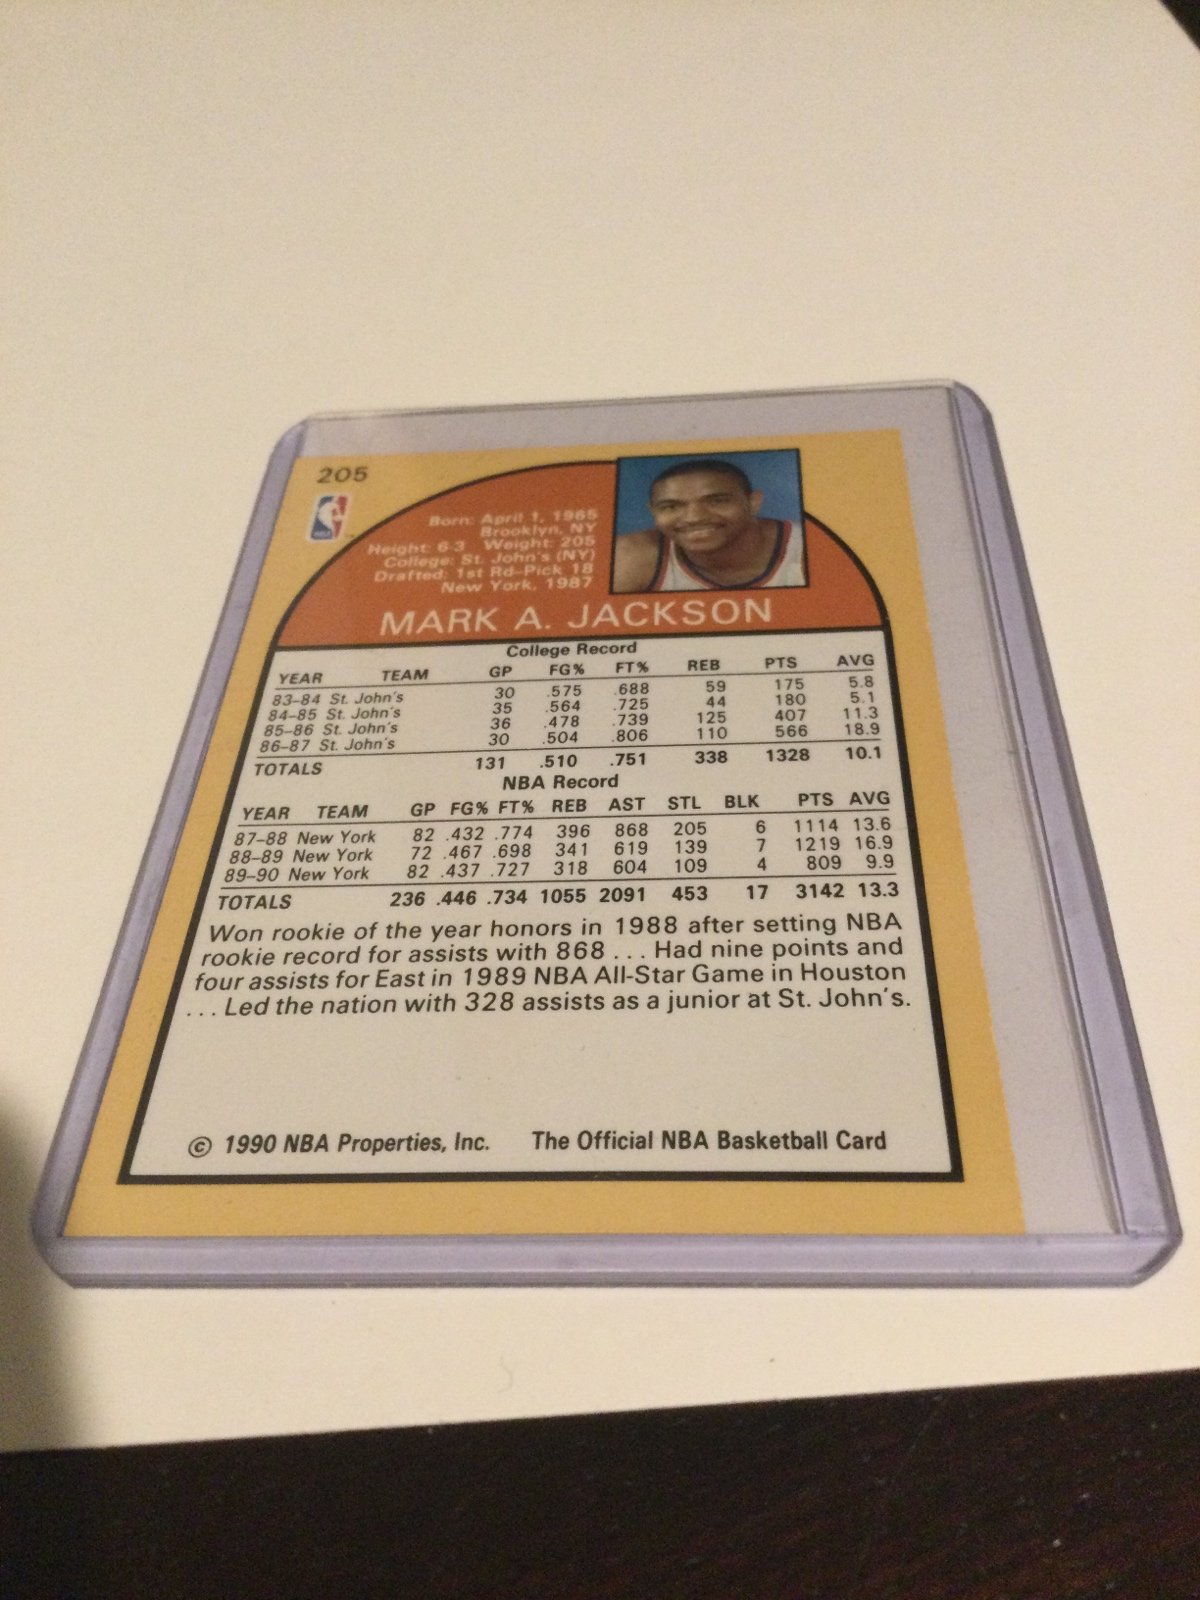 205
Born: April 1, 1965
Brooklyn, NY
Height: 6-3 Weight: 205
College: St. John's (NY)
Drafted: 1st Rd-Pick 18
New York, 1987
MARK A. JACKSON
College Record
YEAR TEAM GP FG% FT% REB PTS AVG
83-84 St. John's 30 .575 .688 59 175 5.8
84-85 St. John's 35 .564 .725 44 180 5.1
85-86 St. John's 36 .478 .739 125 407 11.3
86-87 St. John's 30 .504 .806 110 566 18.9
TOTALS 131 .510 .751 338 1328 10.1
NBA Record
YEAR TEAM GP FG% FT% REB AST STL BLK PTS AVG
87-88 New York 82 .432 .774 396 868 205 6 1114 13.6
88-89 New York 72 .467 .698 341 619 139 7 1219 16.9
89-90 New York 82 .437 .727 318 604 109 4 809 9.9
TOTALS 236 .446 .734 1055 2091 453 17 3142 13.3
Won rookie of the year honors in 1988 after setting NBA
rookie record for assists with 868 ... Had nine points and
four assists for East in 1989 NBA All-Star Game in Houston
... Led the nation with 328 assists as a junior at St. John's.
© 1990 NBA Properties, Inc. The Official NBA Basketball Card